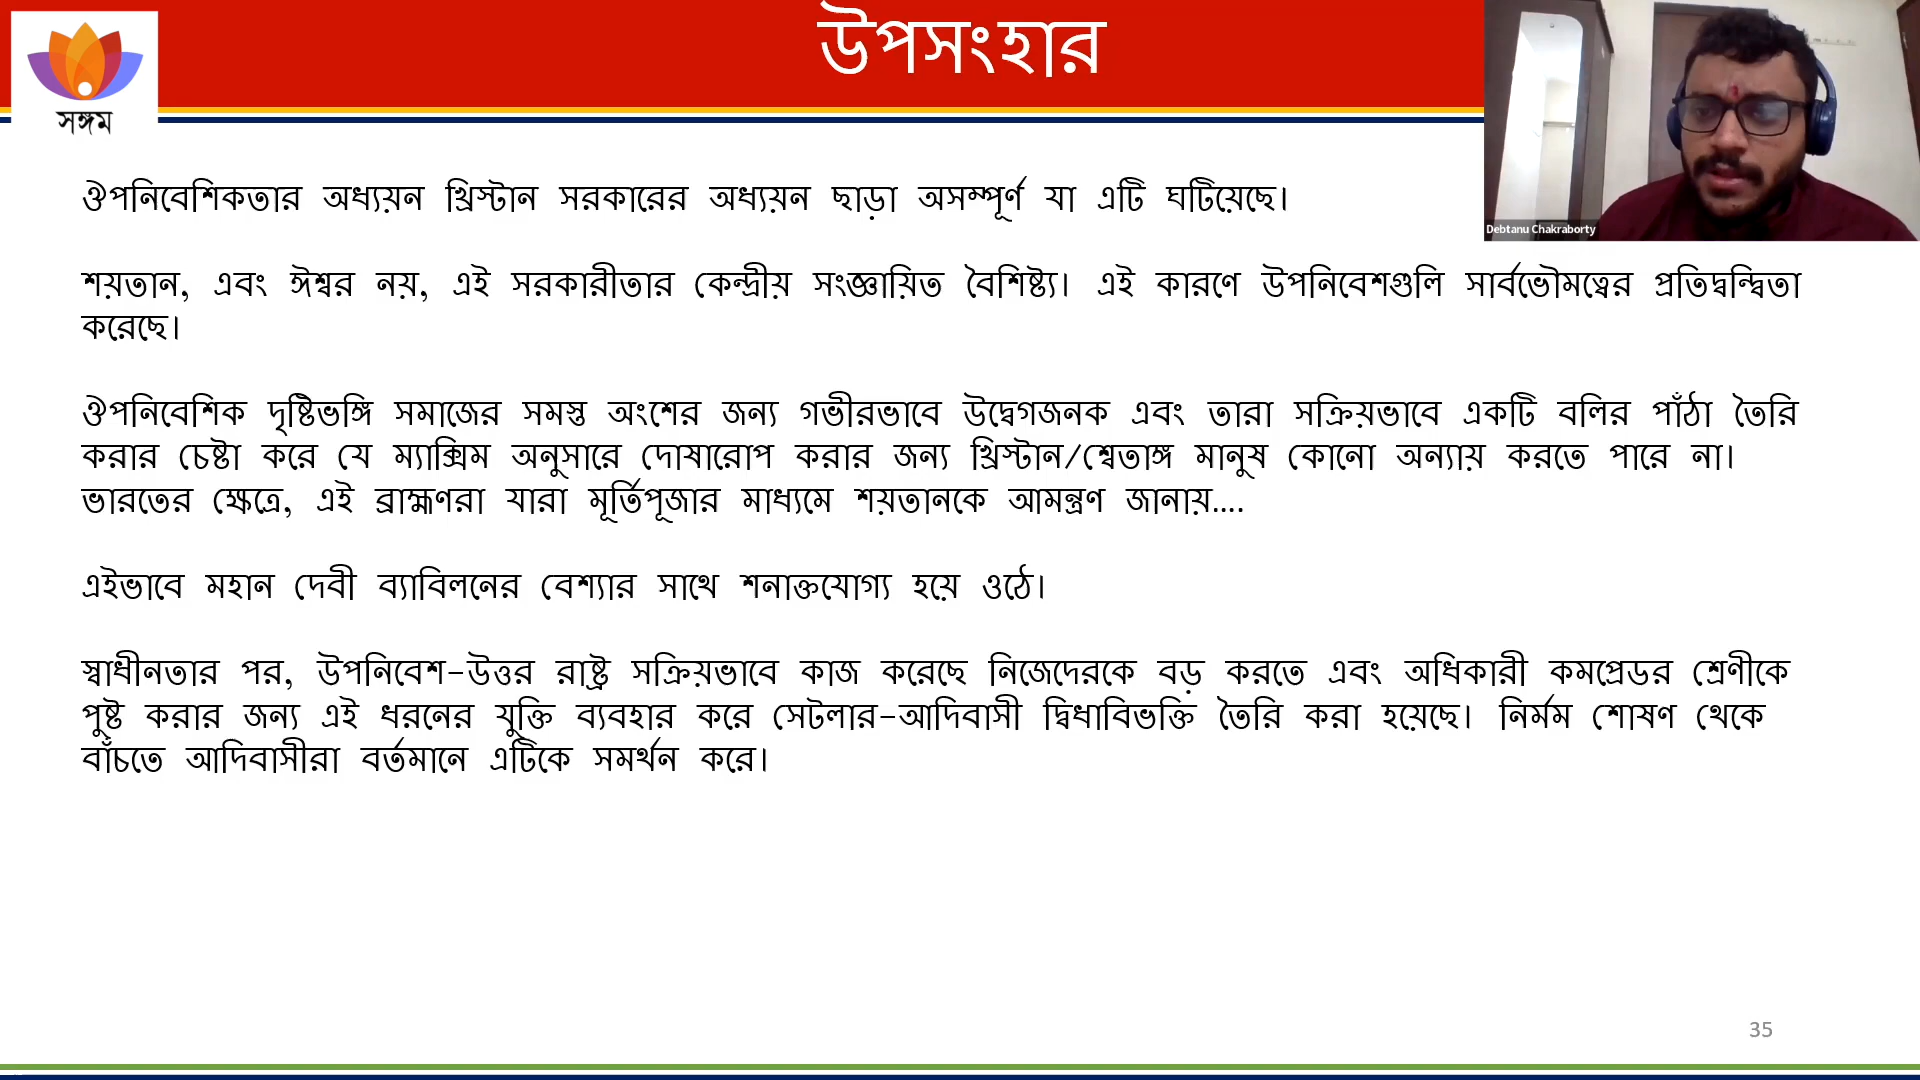 উপসংহার
সঙ্গম
Debtanu Chakraborty
ঔপনিবেশিকতার অধ্যয়ন খ্রিস্টান সরকারের অধ্যয়ন ছাড়া অসম্পূর্ণ যা এটি ঘটিয়েছে।
শয়তান, এবং ঈশ্বর নয়, এই সরকারীতার কেন্দ্রীয় সংজ্ঞায়িত বৈশিষ্ট্য। এই কারণে উপনিবেশগুলি সার্বভৌমত্বের প্রতিদ্বন্দ্বিতা
করেছে।
ঔপনিবেশিক দৃষ্টিভঙ্গি সমাজের সমস্ত অংশের জন্য গভীরভাবে উদ্বেগজনক এবং তারা সক্রিয়ভাবে একটি বলির পাঁঠা তৈরি
করার চেষ্টা করে যে ম্যাক্সিম অনুসারে দোষারোপ করার জন্য খ্রিস্টান/শ্বেতাঙ্গ মানুষ কোনো অন্যায় করতে পারে না।
ভারতের ক্ষেত্রে, এই ব্রাহ্মণরা যারা মূর্তিপূজার মাধ্যমে শয়তানকে আমন্ত্রণ জানায়....
এইভাবে মহান দেবী ব্যাবিলনের বেশ্যার সাথে শনাক্তযোগ্য হয়ে ওঠে।
স্বাধীনতার পর, উপনিবেশ-উত্তর রাষ্ট্র সক্রিয়ভাবে কাজ করেছে নিজেদেরকে বড় করতে এবং অধিকারী কমপ্রেডর শ্রেণীকে
পুষ্ট করার জন্য এই ধরনের যুক্তি ব্যবহার করে সেটলার-আদিবাসী দ্বিধাবিভক্তি তৈরি করা হয়েছে। নির্মম শোষণ থেকে
বাঁচতে আদিবাসীরা বর্তমানে এটিকে সমর্থন করে।
35